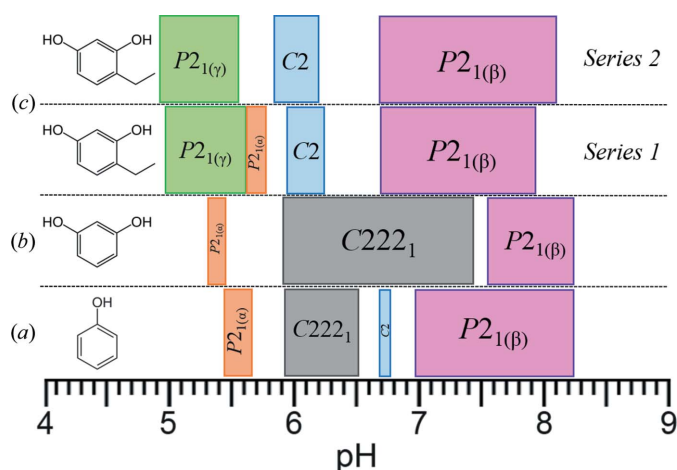 HO OH P2₁(γ) C2 P2₁(β) Series 2
(c)
HO OH P2₁(γ) P2₁(α) C2 P2₁(β) Series 1
(b) HO OH P2₁(α) C222₁ P2₁(β)
(a) OH P2₁(α) C222₁ C2 P2₁(β)
4 5 6 7 8 9
pH